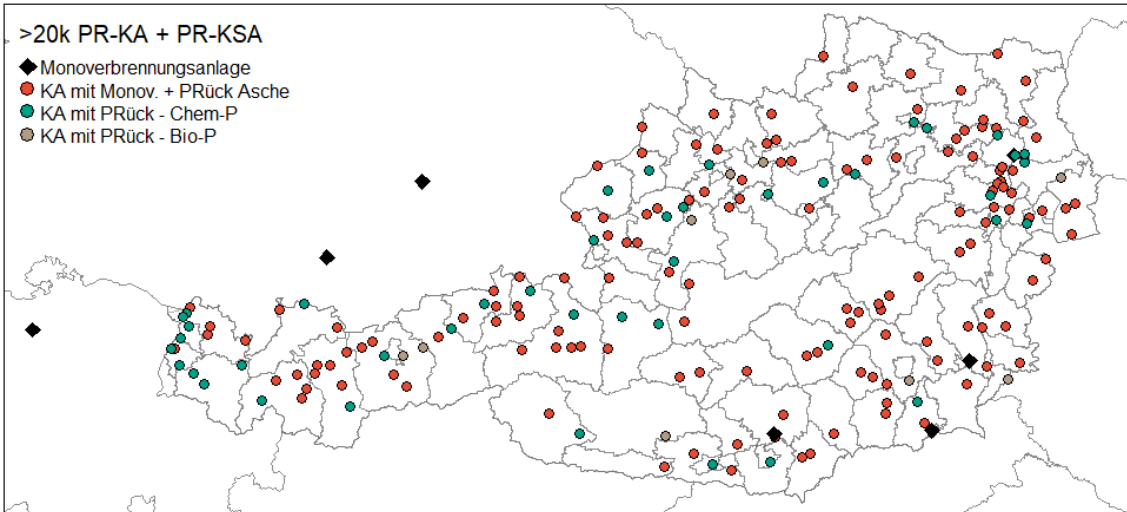 >20k PR-KA + PR-KSA
Monoverbrennungsanlage
KA mit Monov. + PRück Asche
KA mit PRück - Chem-P
KA mit PRück - Bio-P